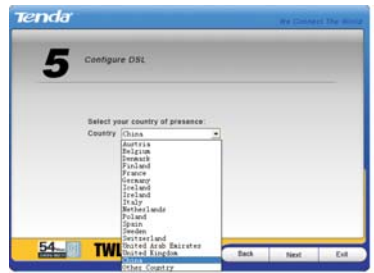 Tenda
We Connect The World
5
Configure DSL
Select your country of presence:
Country China
Austria
Belgium
Denmark
Finland
France
Germany
Iceland
Ireland
Italy
Netherlands
Poland
Spain
Sweden
Switzerland
United Arab Emirates
United Kingdom
China
Other Country
54
TWL
Back
Next
Exit